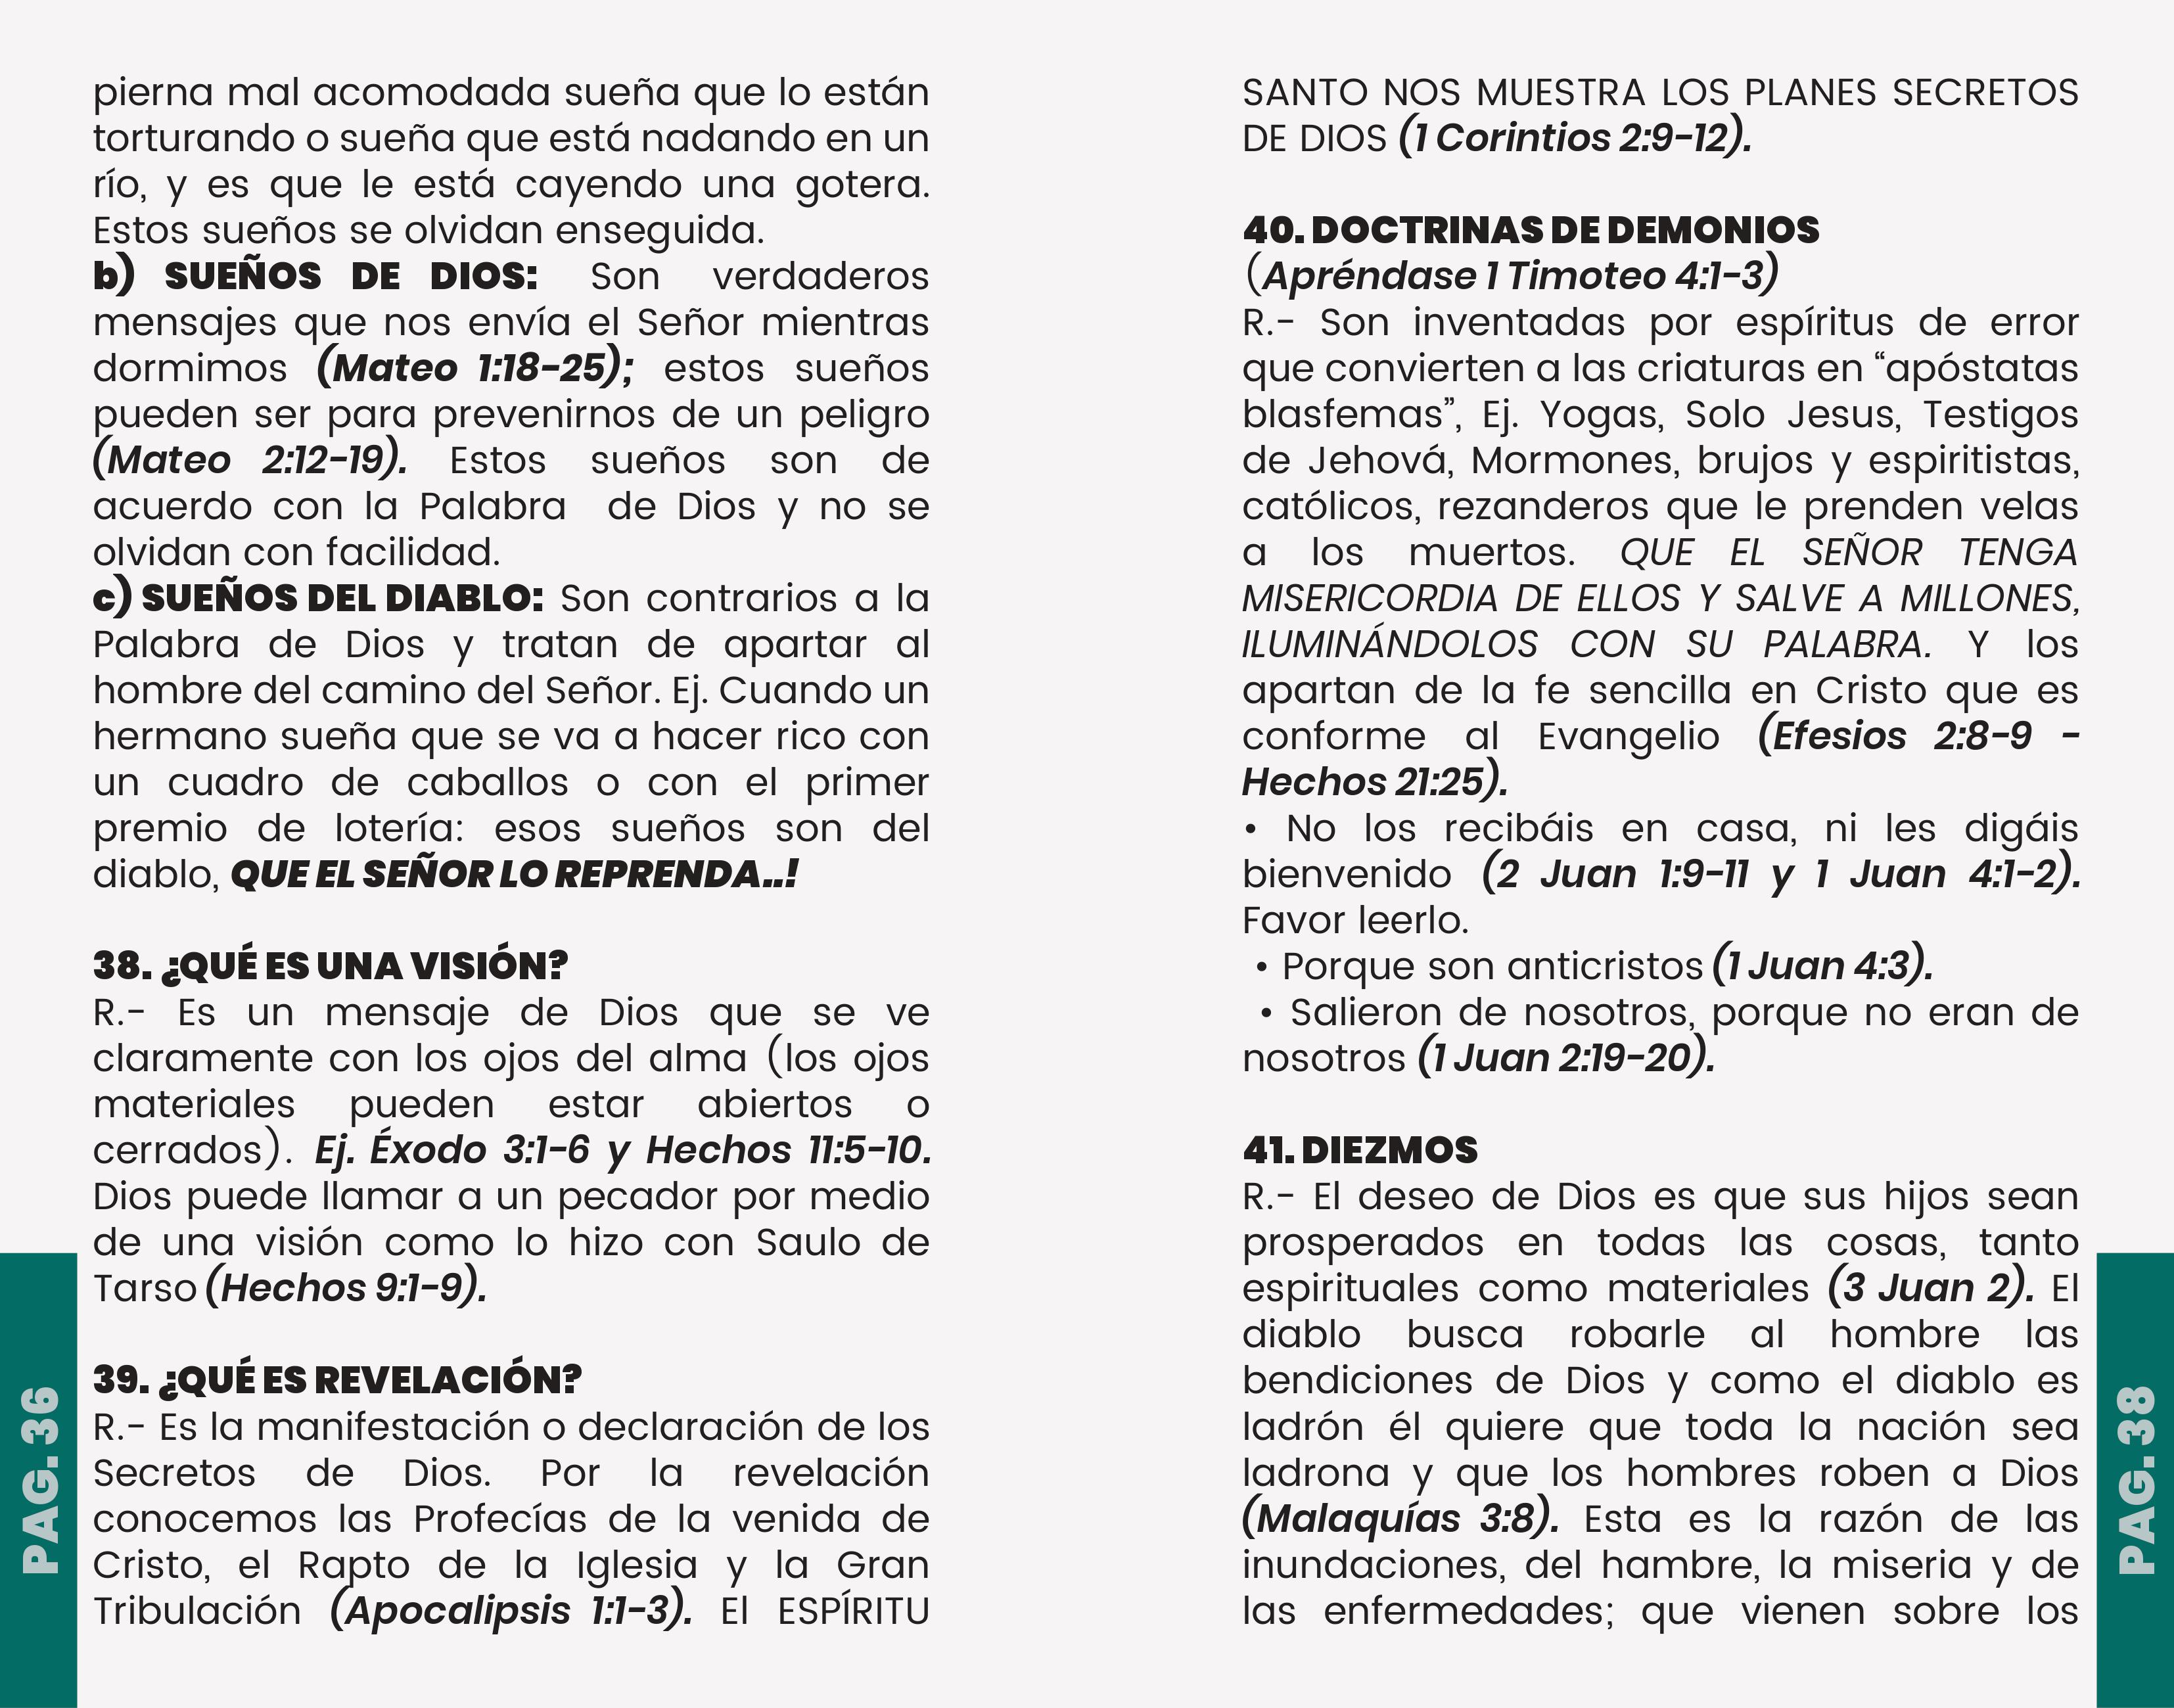 pierna mal acomodada sueña que lo están
torturando o sueña que está nadando en un
río, y es que le está cayendo una gotera.
Estos sueños se olvidan enseguida.
b) SUEÑOS DE DIOS: Son verdaderos
mensajes que nos envía el Señor mientras
dormimos (Mateo 1:18-25); estos sueños
pueden ser para prevenirnos de un peligro
(Mateo 2:12-19). Estos sueños son de
acuerdo con la Palabra de Dios y no se
olvidan con facilidad.
c) SUEÑOS DEL DIABLO: Son contrarios a la
Palabra de Dios y tratan de apartar al
hombre del camino del Señor. Ej. Cuando un
hermano sueña que se va a hacer rico con
un cuadro de caballos o con el primer
premio de lotería: esos sueños son del
diablo, QUE EL SEÑOR LO REPRENDA..!
38. ¿QUÉ ES UNA VISIÓN?
R.- Es un mensaje de Dios que se ve
claramente con los ojos del alma (los ojos
materiales pueden estar abiertos o
cerrados). Ej. Éxodo 3:1-6 y Hechos 11:5-10.
Dios puede llamar a un pecador por medio
de una visión como lo hizo con Saulo de
Tarso (Hechos 9:1-9).
39. ¿QUÉ ES REVELACIÓN?
R.- Es la manifestación o declaración de los
Secretos de Dios. Por la revelación
conocemos las Profecías de la venida de
Cristo, el Rapto de la Iglesia y la Gran
Tribulación (Apocalipsis 1:1-3). El ESPÍRITU
PAG. 36
SANTO NOS MUESTRA LOS PLANES SECRETOS
DE DIOS (1 Corintios 2:9-12).
40. DOCTRINAS DE DEMONIOS
(Apréndase 1 Timoteo 4:1-3)
R.- Son inventadas por espíritus de error
que convierten a las criaturas en “apóstatas
blasfemas”, Ej. Yogas, Solo Jesus, Testigos
de Jehová, Mormones, brujos y espiritistas,
católicos, rezanderos que le prenden velas
a los muertos. QUE EL SEÑOR TENGA
MISERICORDIA DE ELLOS Y SALVE A MILLONES,
ILUMINÁNDOLOS CON SU PALABRA. Y los
apartan de la fe sencilla en Cristo que es
conforme al Evangelio (Efesios 2:8-9 -
Hechos 21:25).
• No los recibáis en casa, ni les digáis
bienvenido (2 Juan 1:9-11 y 1 Juan 4:1-2).
Favor leerlo.
• Porque son anticristos (1 Juan 4:3).
• Salieron de nosotros, porque no eran de
nosotros (1 Juan 2:19-20).
41. DIEZMOS
R.- El deseo de Dios es que sus hijos sean
prosperados en todas las cosas, tanto
espirituales como materiales (3 Juan 2). El
diablo busca robarle al hombre las
bendiciones de Dios y como el diablo es
ladrón él quiere que toda la nación sea
ladrona y que los hombres roben a Dios
(Malaquías 3:8). Esta es la razón de las
inundaciones, del hambre, la miseria y de
las enfermedades; que vienen sobre los
PAG. 38